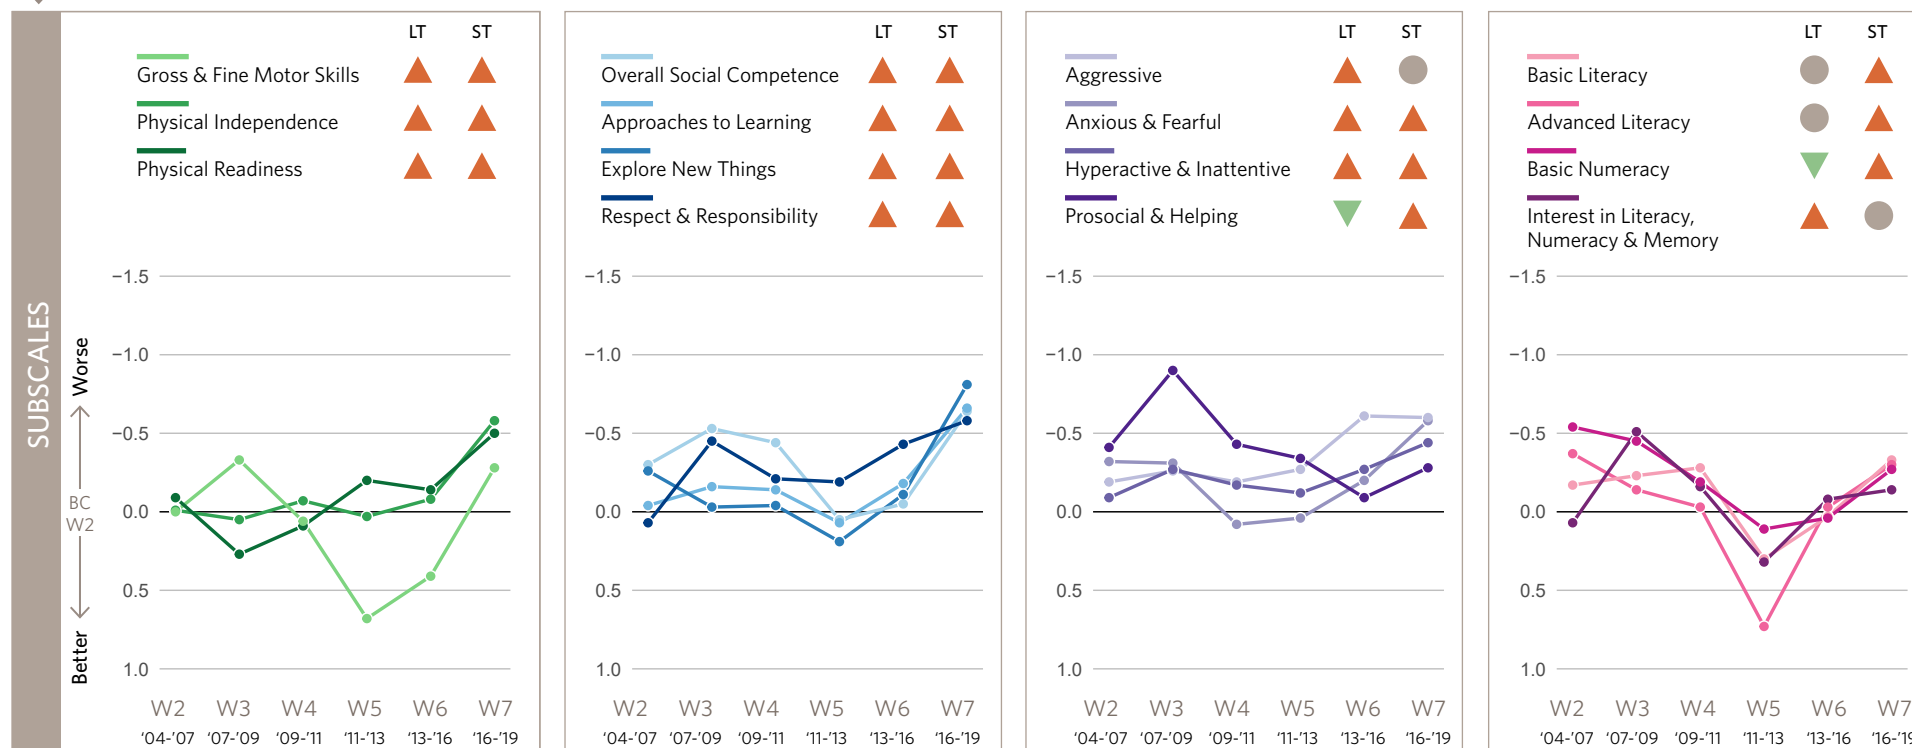 SUBSCALES
Worse
BC
W2
Better
LT ST
Gross & Fine Motor Skills
Physical Independence
Physical Readiness
−1.5
−1.0
−0.5
0.0
0.5
1.0
W2 W3 W4 W5 W6 W7
‘04-’07 ‘07-’09 ‘09-’11 ‘11-’13 ‘13-’16 ‘16-’19
LT ST
Overall Social Competence
Approaches to Learning
Explore New Things
Respect & Responsibility
−1.5
−1.0
−0.5
0.0
0.5
1.0
W2 W3 W4 W5 W6 W7
‘04-’07 ‘07-’09 ‘09-’11 ‘11-’13 ‘13-’16 ‘16-’19
LT ST
Aggressive
Anxious & Fearful
Hyperactive & Inattentive
Prosocial & Helping
−1.5
−1.0
−0.5
0.0
0.5
1.0
W2 W3 W4 W5 W6 W7
‘04-’07 ‘07-’09 ‘09-’11 ‘11-’13 ‘13-’16 ‘16-’19
LT ST
Basic Literacy
Advanced Literacy
Basic Numeracy
Interest in Literacy,
Numeracy & Memory
−1.5
−1.0
−0.5
0.0
0.5
1.0
W2 W3 W4 W5 W6 W7
‘04-’07 ‘07-’09 ‘09-’11 ‘11-’13 ‘13-’16 ‘16-’19